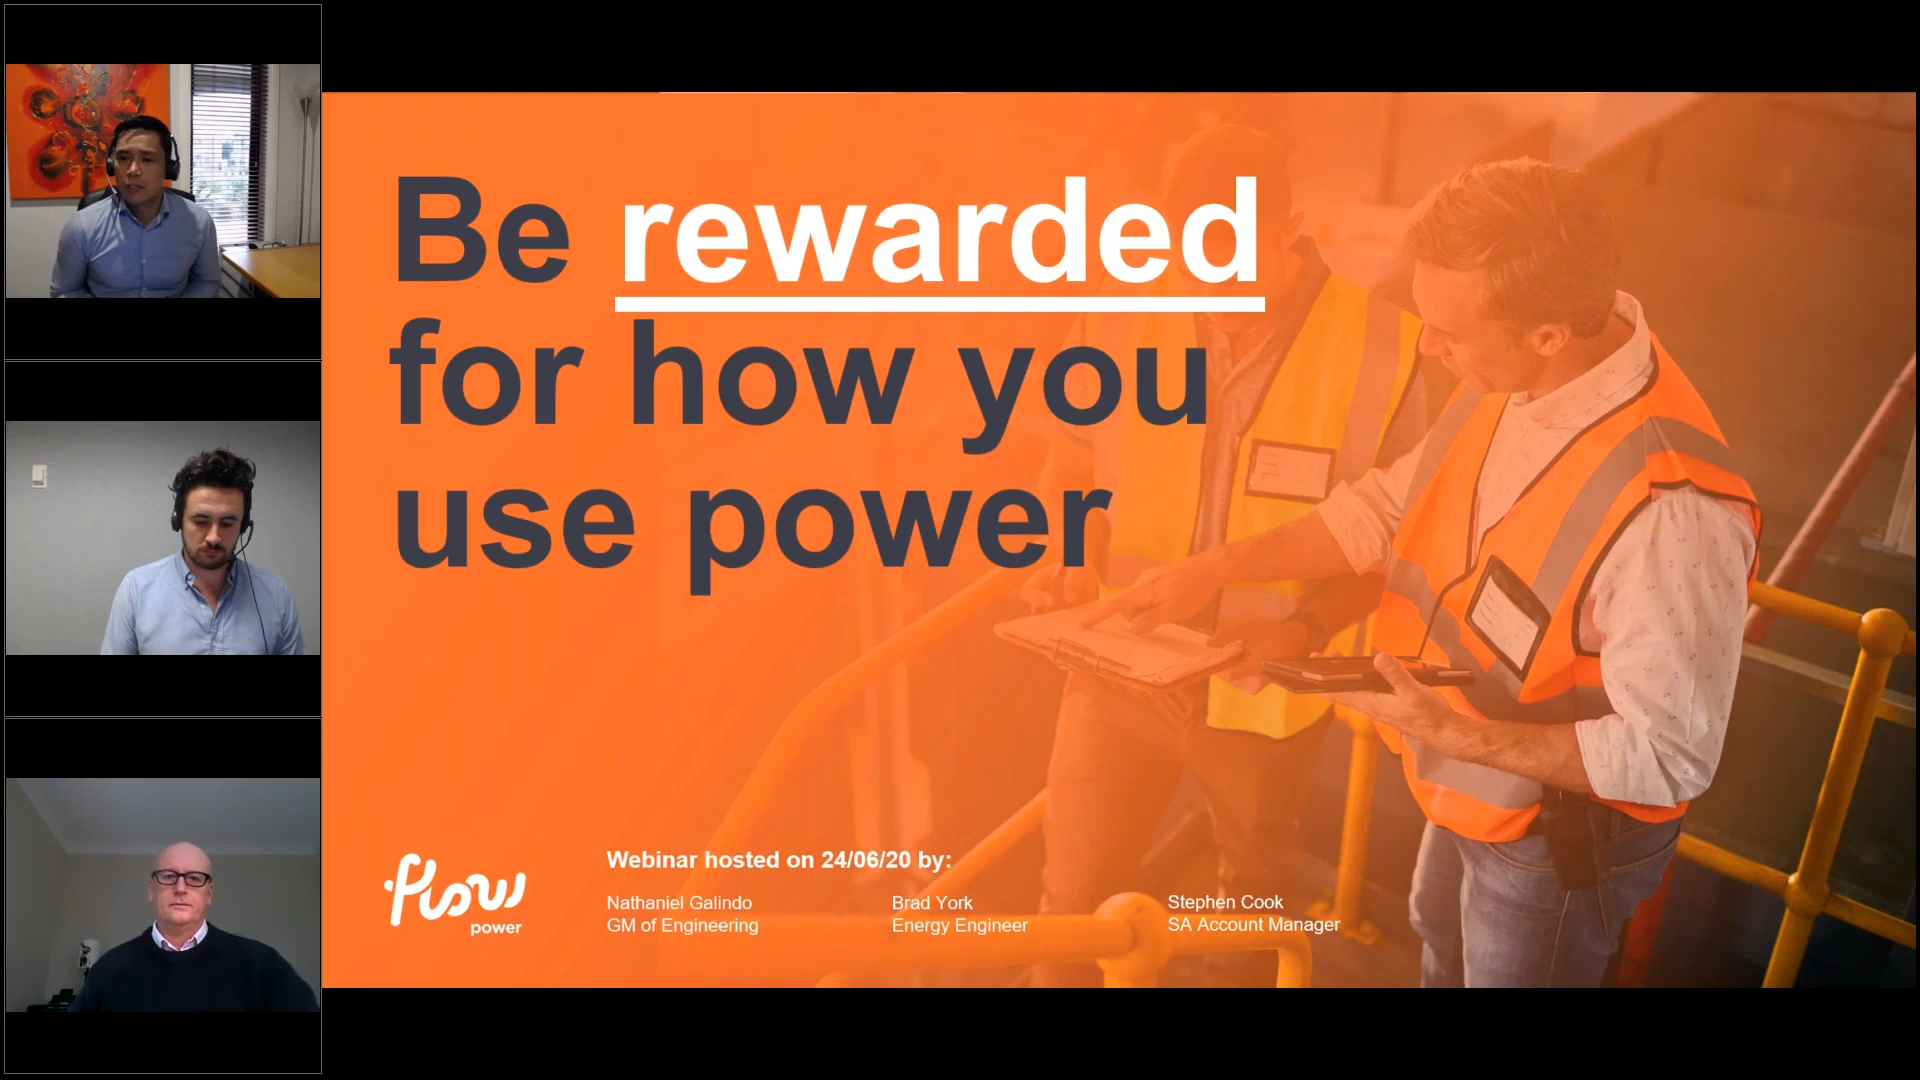 Be rewarded
for how you
use power
flow
power
Webinar hosted on 24/06/20 by:
Nathaniel Galindo
GM of Engineering
Brad York
Energy Engineer
Stephen Cook
SA Account Manager